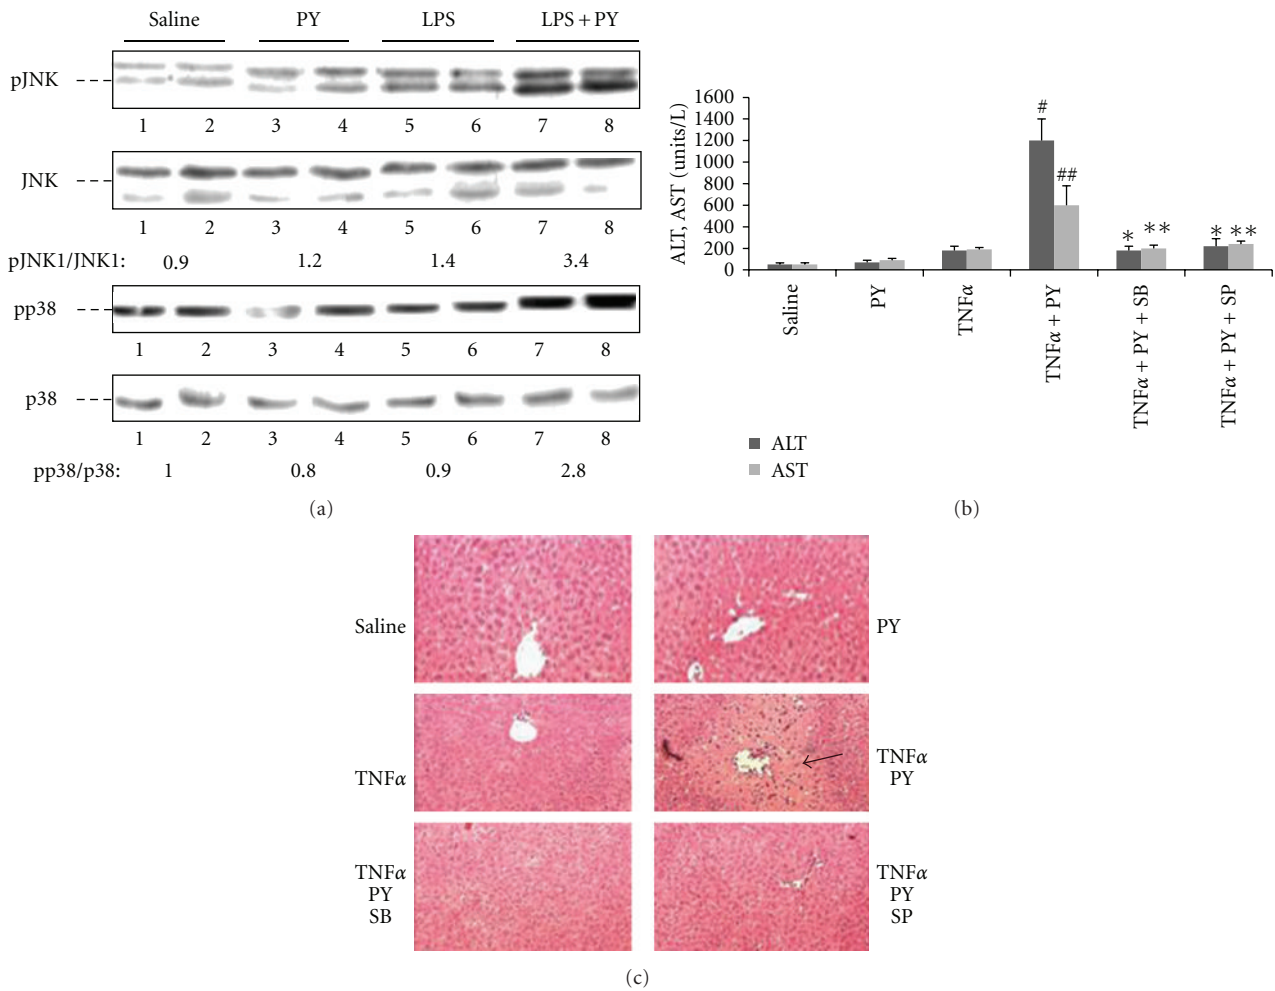 Saline PY LPS LPS + PY
pJNK
1 2 3 4 5 6 7 8
JNK
1 2 3 4 5 6 7 8
pJNK1/JNK1: 0.9 1.2 1.4 3.4
pp38
1 2 3 4 5 6 7 8
p38
1 2 3 4 5 6 7 8
pp38/p38: 1 0.8 0.9 2.8
(a)
ALT, AST (units/L)
1600
1400
1200
1000
800
600
400
200
0
#
##
* **
* **
Saline
PY
TNFα
TNFα + PY
TNFα + PY + SB
TNFα + PY + SP
ALT
AST
(b)
Saline
PY
TNFα
TNFα
PY
TNFα
PY
SB
TNFα
PY
SP
(c)